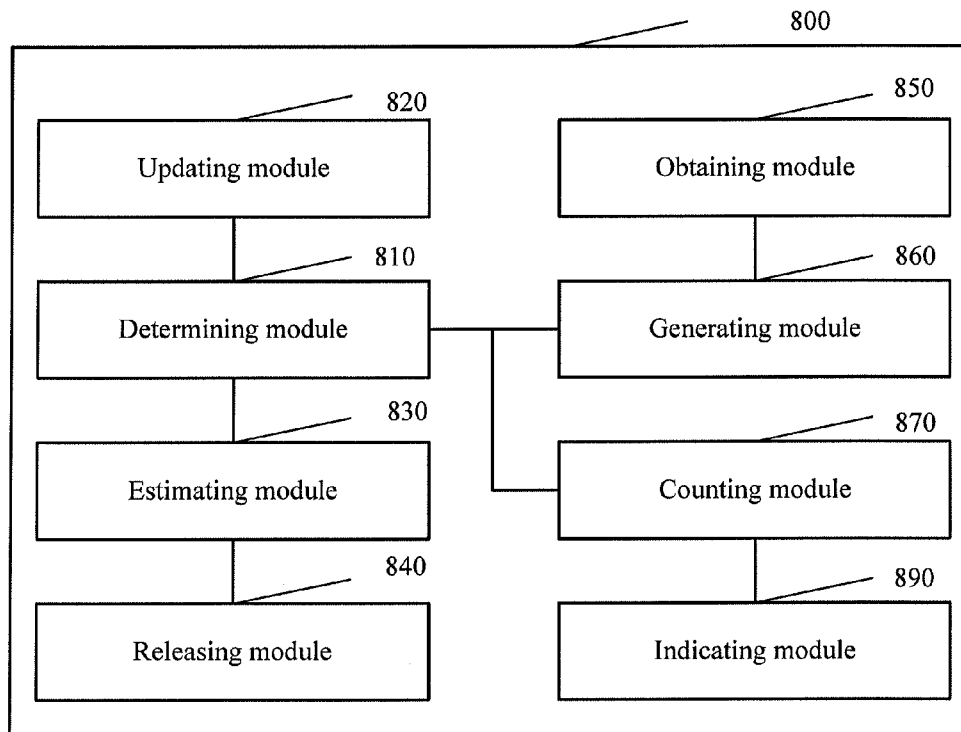 800
820
850
Updating module
Obtaining module
810
860
Determining module
Generating module
830
870
Estimating module
Counting module
840
890
Releasing module
Indicating module